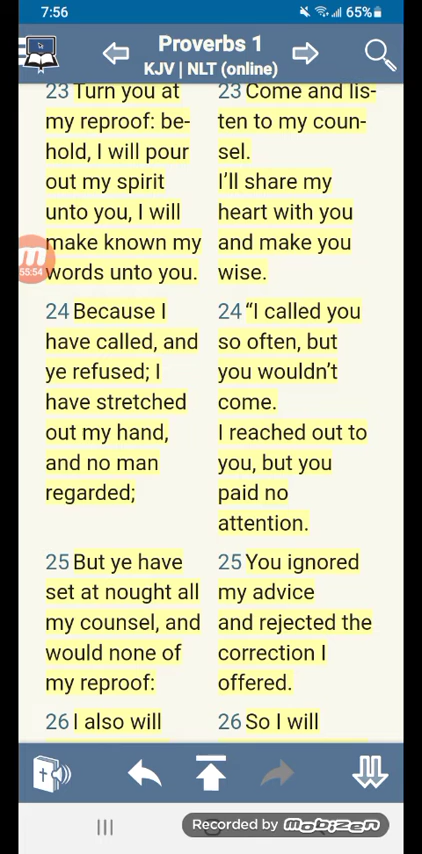 7:56
65%
Proverbs 1
KJV | NLT (online)
23 Turn you at
my reproof: be-
hold, I will pour
out my spirit
unto you, I will
make known my
words unto you.
24 Because I
have called, and
ye refused; I
have stretched
out my hand,
and no man
regarded;
25 But ye have
set at nought all
my counsel, and
would none of
my reproof:
26 I also will
23 Come and lis-
ten to my coun-
sel.
I’ll share my
heart with you
and make you
wise.
24 “I called you
so often, but
you wouldn’t
come.
I reached out to
you, but you
paid no
attention.
25 You ignored
my advice
and rejected the
correction I
offered.
26 So I will
m
55:54
Recorded by mobizen